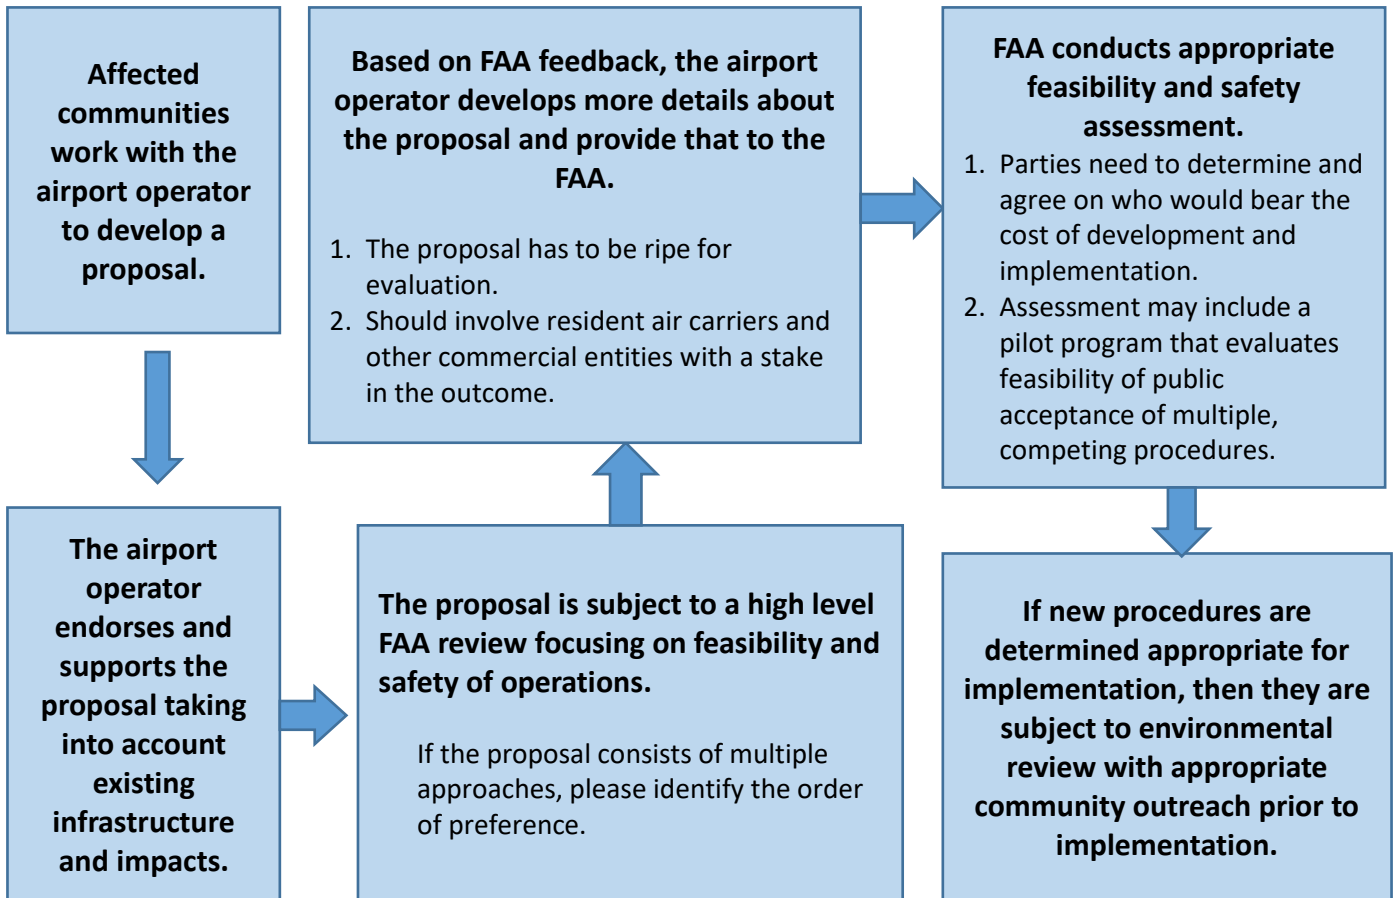 Affected
communities
work with the
airport operator
to develop a
proposal.
The airport
operator
endorses and
supports the
proposal taking
into account
existing
infrastructure
and impacts.
The proposal is subject to a high level
FAA review focusing on feasibility and
safety of operations.
If the proposal consists of multiple
approaches, please identify the order
of preference.
Based on FAA feedback, the airport
operator develops more details about
the proposal and provide that to the
FAA.
1. The proposal has to be ripe for
evaluation.
2. Should involve resident air carriers and
other commercial entities with a stake
in the outcome.
FAA conducts appropriate
feasibility and safety
assessment.
1. Parties need to determine and
agree on who would bear the
cost of development and
implementation.
2. Assessment may include a
pilot program that evaluates
feasibility of public
acceptance of multiple,
competing procedures.
If new procedures are
determined appropriate for
implementation, then they are
subject to environmental
review with appropriate
community outreach prior to
implementation.